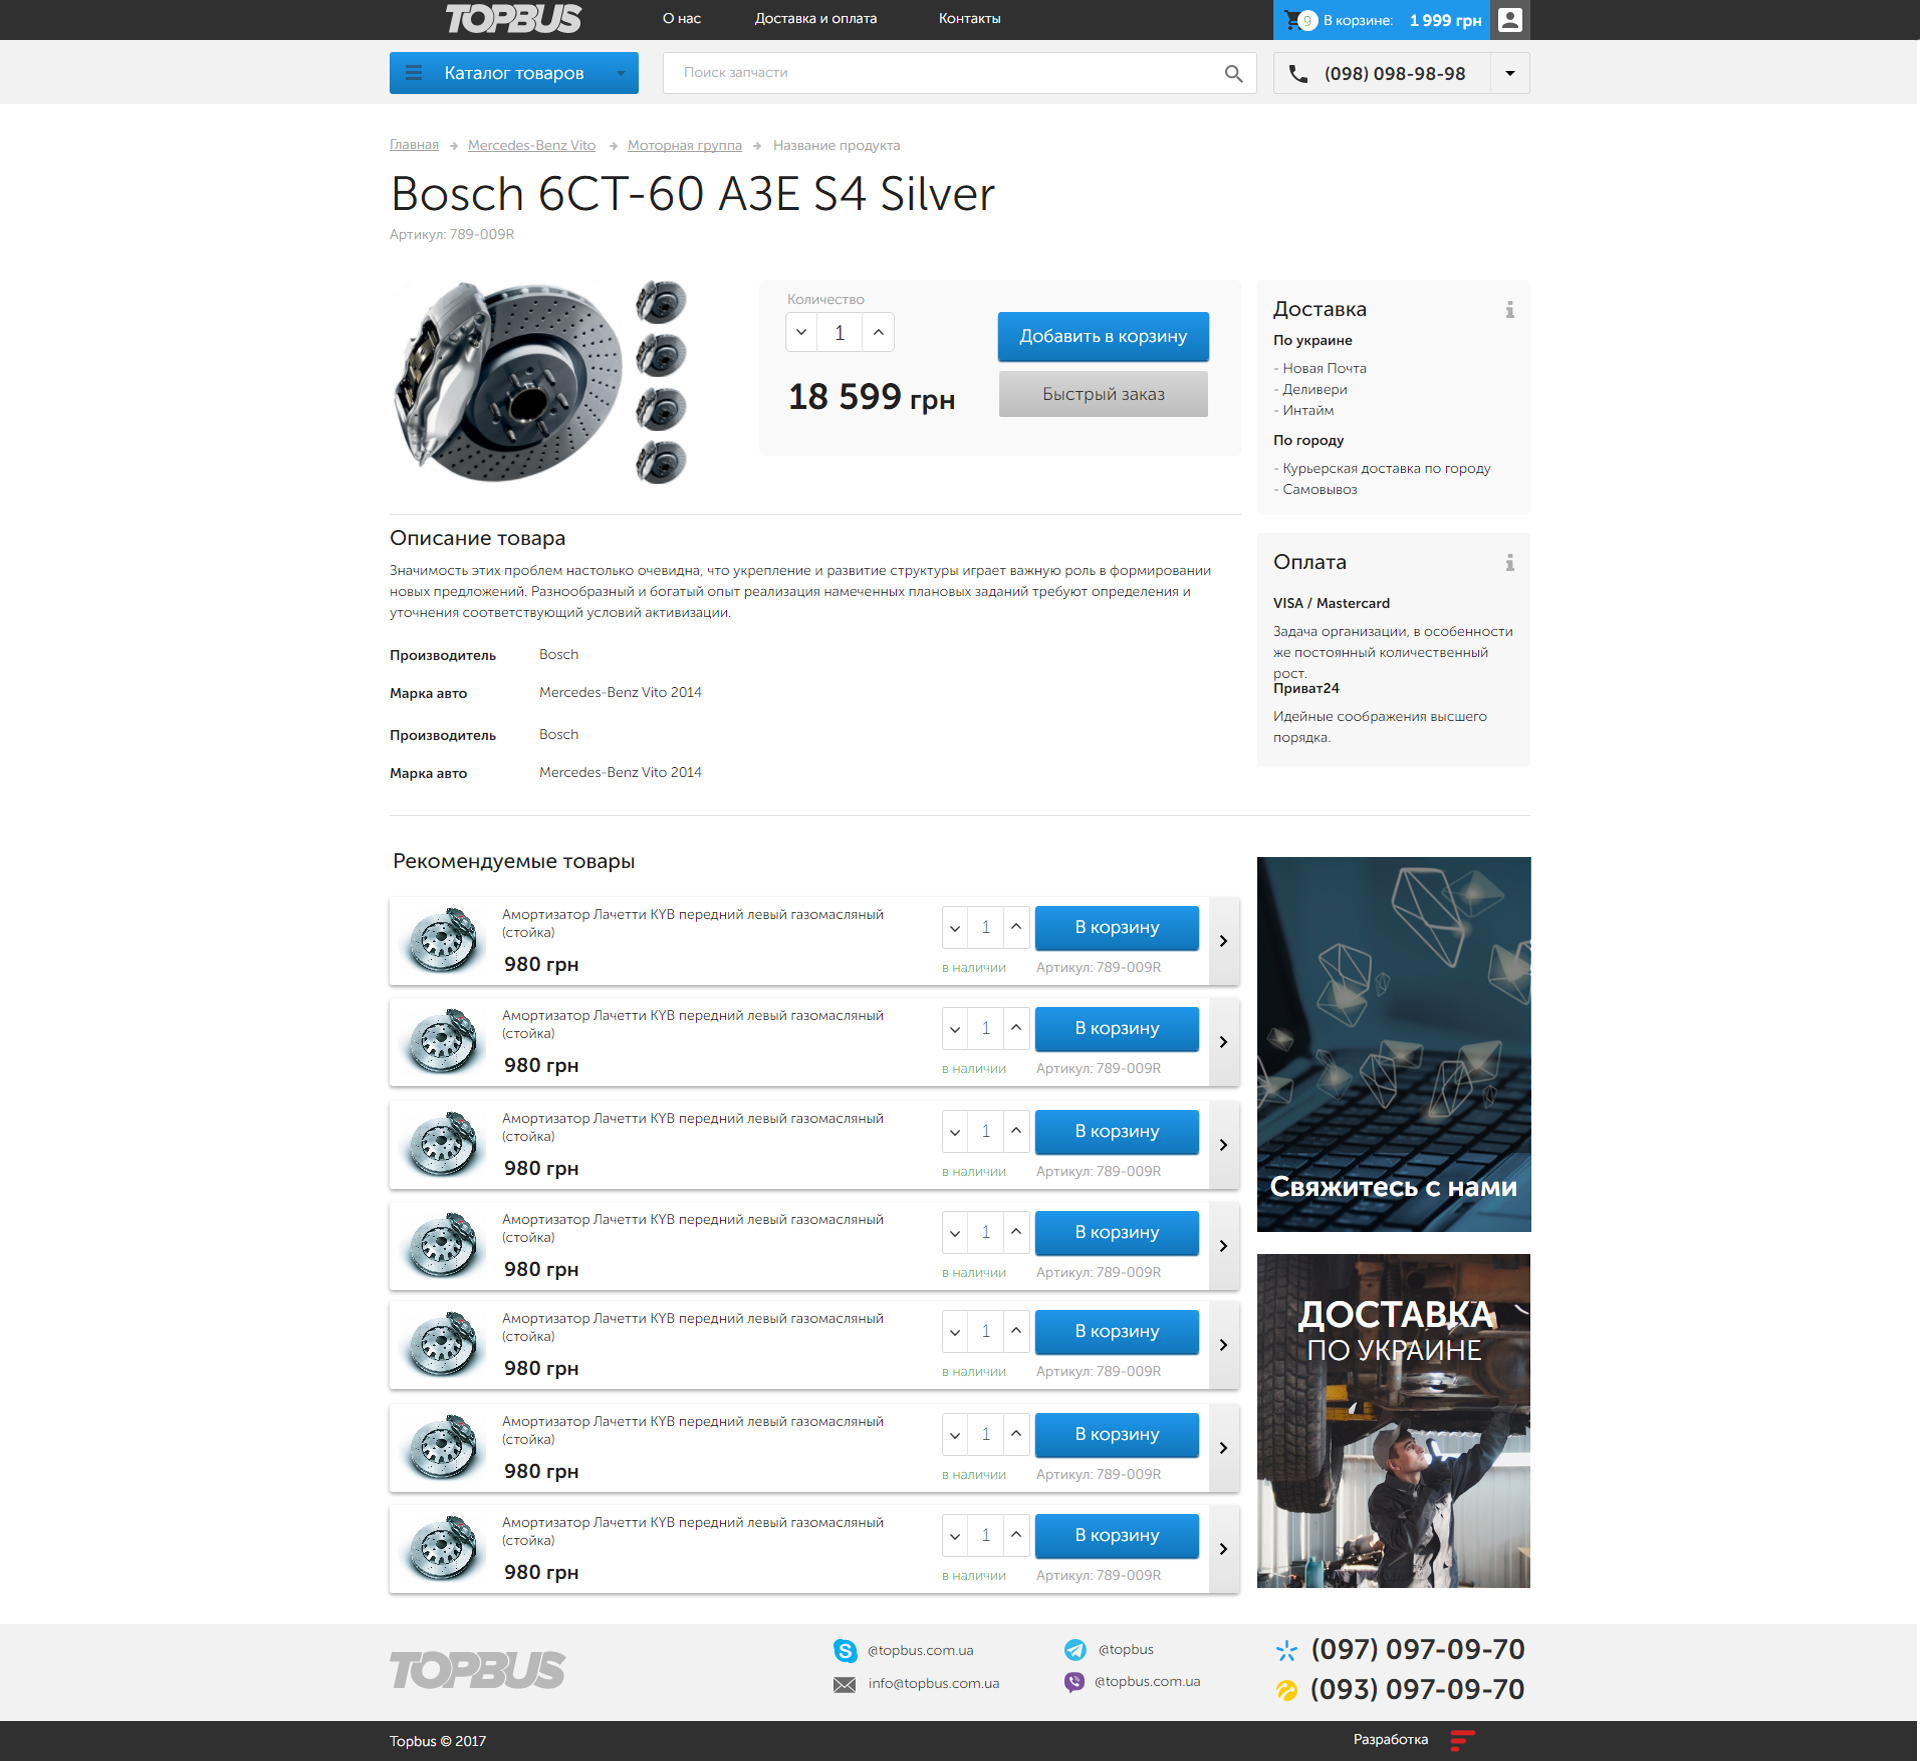 TOPBUS
О нас
Доставка и оплата
Контакты
9 В корзине: 1 999 грн
Каталог товаров
Поиск запчасти
(098) 098-98-98
Главная
Mercedes-Benz Vito
Моторная группа
Название продукта
Bosch 6СТ-60 АЗЕ S4 Silver
Артикул: 789-009R
Количество
1
18 599 грн
Добавить в корзину
Быстрый заказ
Доставка
По украине
- Новая Почта
- Деливери
- Интайм
По городу
- Курьерская доставка по городу
- Самовывоз
Описание товара
Значимость этих проблем настолько очевидна, что укрепление и развитие структуры играет важную роль в формировании
новых предложений. Разнообразный и богатый опыт реализация намеченных плановых заданий требуют определения и
уточнения соответствующий условий активизации.
Производитель Bosch
Марка авто Mercedes-Benz Vito 2014
Производитель Bosch
Марка авто Mercedes-Benz Vito 2014
Оплата
VISA / Mastercard
Задача организации, в особенности
же постоянный количественный
рост.
Приват24
Идейные соображения высшего
порядка.
Рекомендуемые товары
Амортизатор Лачетти KYB передний левый газомасляный
(стойка)
980 грн
1
В корзину
в наличии
Артикул: 789-009R
Амортизатор Лачетти KYB передний левый газомасляный
(стойка)
980 грн
1
В корзину
в наличии
Артикул: 789-009R
Амортизатор Лачетти KYB передний левый газомасляный
(стойка)
980 грн
1
В корзину
в наличии
Артикул: 789-009R
Амортизатор Лачетти KYB передний левый газомасляный
(стойка)
980 грн
1
В корзину
в наличии
Артикул: 789-009R
Амортизатор Лачетти KYB передний левый газомасляный
(стойка)
980 грн
1
В корзину
в наличии
Артикул: 789-009R
Амортизатор Лачетти KYB передний левый газомасляный
(стойка)
980 грн
1
В корзину
в наличии
Артикул: 789-009R
Амортизатор Лачетти KYB передний левый газомасляный
(стойка)
980 грн
1
В корзину
в наличии
Артикул: 789-009R
Свяжитесь с нами
ДОСТАВКА
ПО УКРАИНЕ
TOPBUS
@topbus.com.ua
info@topbus.com.ua
@topbus
@topbus.com.ua
(097) 097-09-70
(093) 097-09-70
Topbus © 2017
Разработка